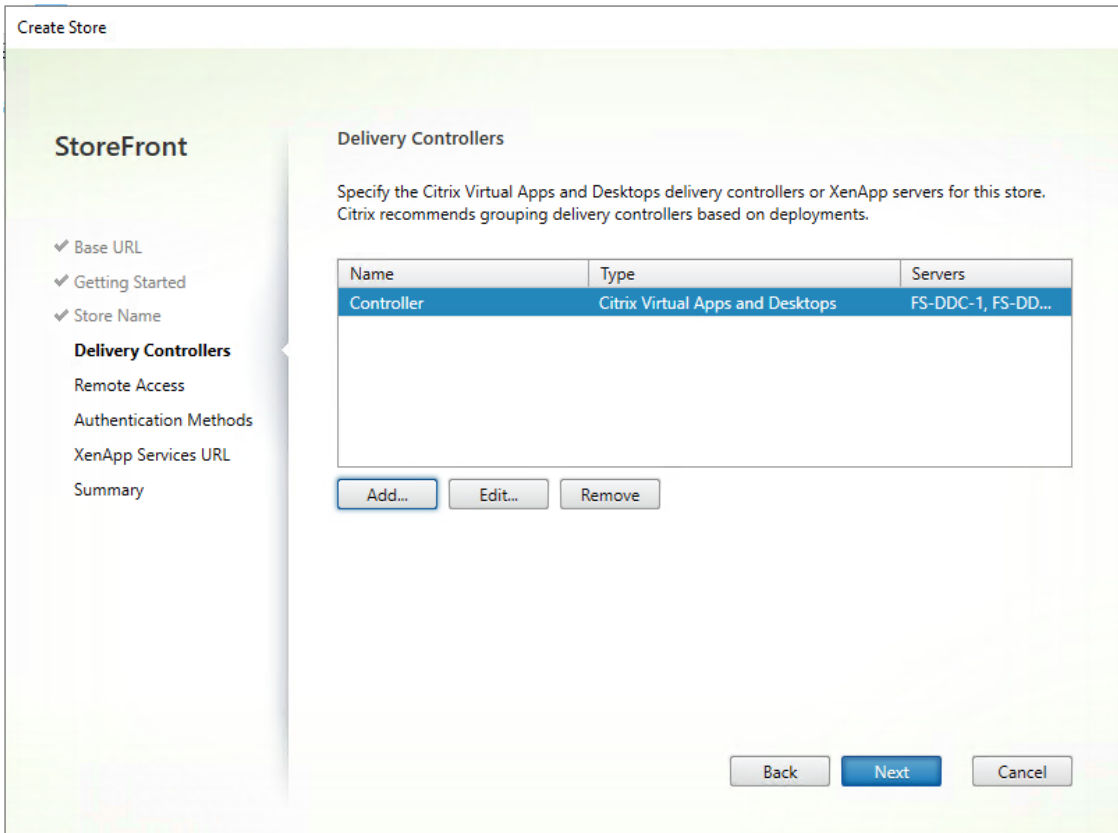 Create Store
StoreFront
Base URL
Getting Started
Store Name
Delivery Controllers
Remote Access
Authentication Methods
XenApp Services URL
Summary
Delivery Controllers
Specify the Citrix Virtual Apps and Desktops delivery controllers or XenApp servers for this store.
Citrix recommends grouping delivery controllers based on deployments.
Name Type Servers
Controller Citrix Virtual Apps and Desktops FS-DDC-1, FS-DD...
Add... Edit... Remove
Back Next Cancel